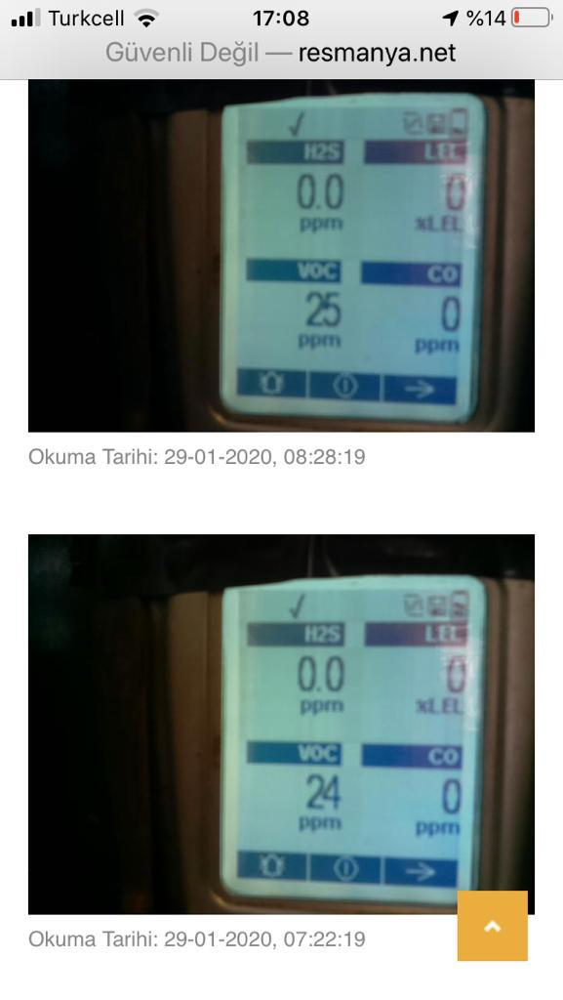 Turkcell 17:08 %14
Güvenli Değil — resmanya.net
H2S LEL
0.0 0
ppm %LEL
VOC CO
25 0
ppm ppm
Okuma Tarihi: 29-01-2020, 08:28:19
H2S LEL
0.0 0
ppm %LEL
VOC CO
24 0
ppm ppm
Okuma Tarihi: 29-01-2020, 07:22:19